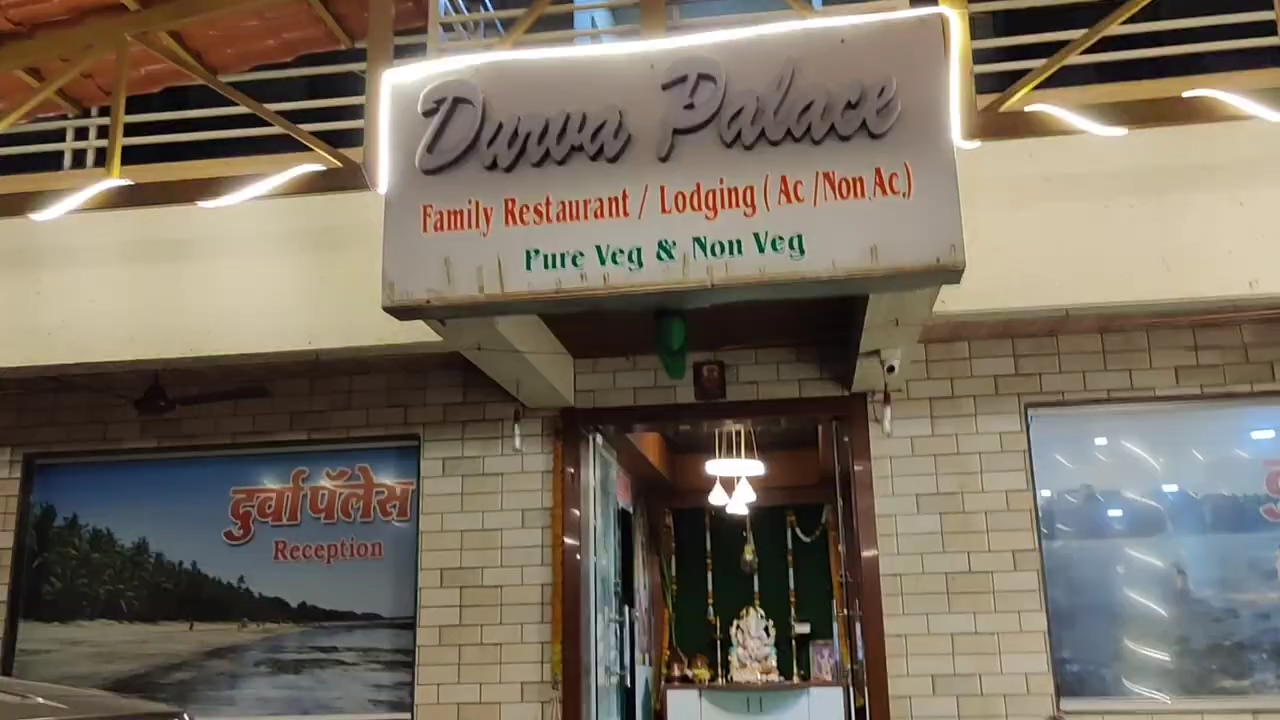 Durva Palace
Family Restaurant / Lodging ( Ac /Non Ac.)
Pure Veg & Non Veg
दुर्वा पॅलेस
Reception